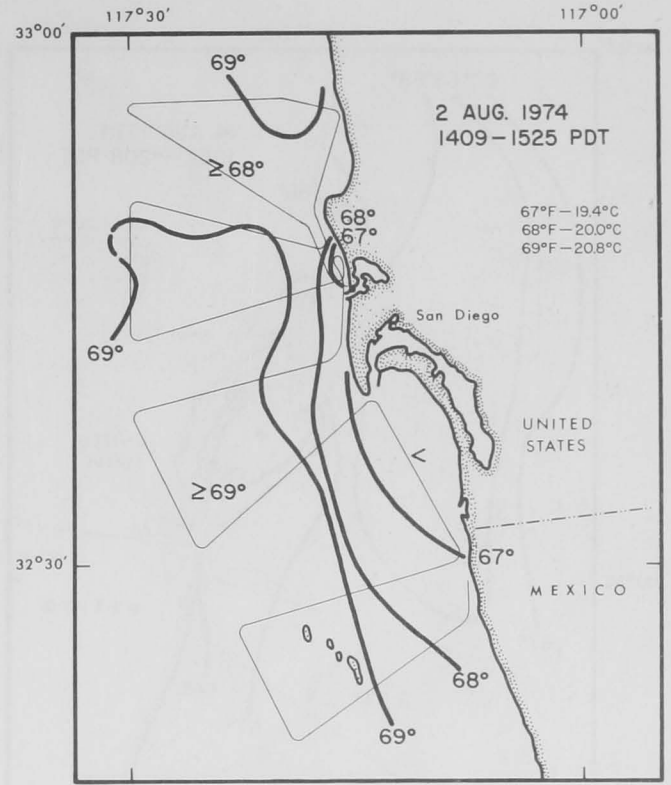 117°30′
117°00′
33°00′
69°
2 AUG. 1974
1409–1525 PDT
≥68°
67°F–19.4°C
68°F–20.0°C
69°F–20.8°C
68°
67°
San Diego
69°
UNITED
STATES
<
≥69°
32°30′
67°
MEXICO
68°
69°